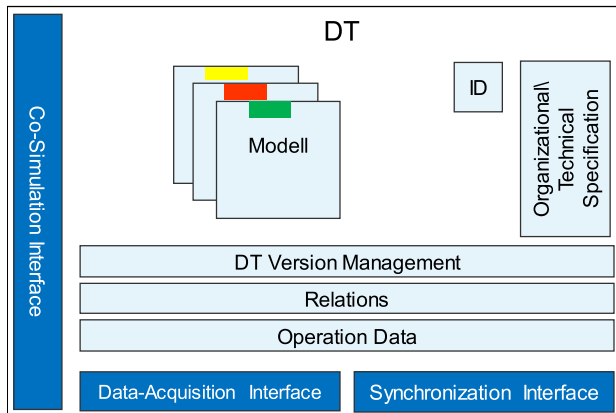 DT
Co-Simulation Interface
Modell
ID
Organizational\
Technical
Specification
DT Version Management
Relations
Operation Data
Data-Acquisition Interface
Synchronization Interface